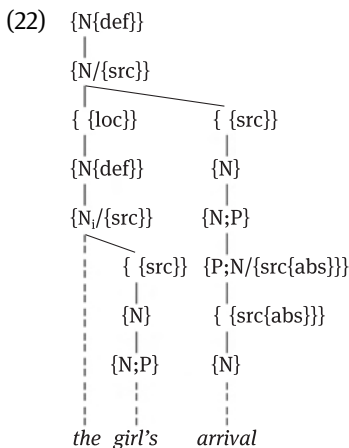 (22) {N{def}}
{N/{src}}
{ {loc}} { {src}}
{N{def}} {N}
{Nᵢ/{src}} {N;P}
{ {src}} {P;N/{src{abs}}}
{N} { {src{abs}}}
{N;P} {N}
the girl's arrival